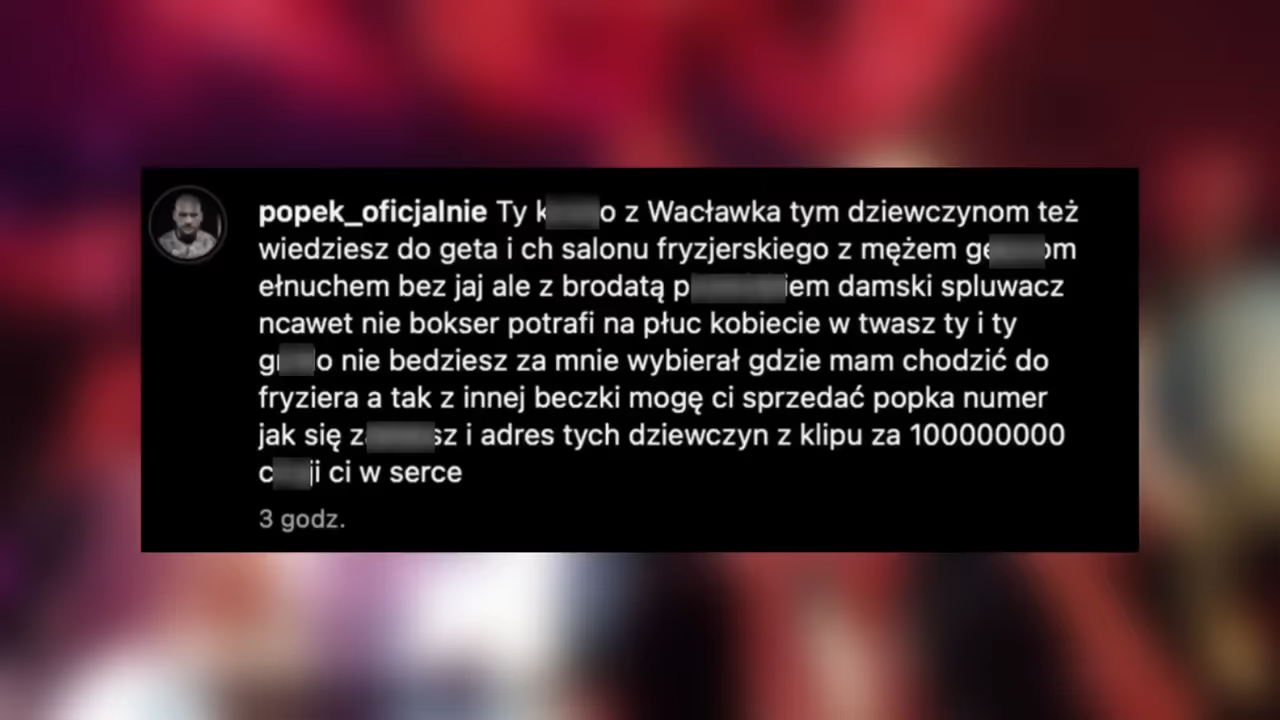 popek_oficjalnie Ty z Wacławka tym dziewczynom też
wiedziesz do geta i ch salonu fryzjerskiego z mężem
ełnuchem bez jaj ale z brodatą damski spluwacz
ncawet nie bokser potrafi na płuc kobiecie w twasz ty i ty
nie bedziesz za mnie wybierał gdzie mam chodzić do
fryziera a tak z innej beczki mogę ci sprzedać popka numer
jak się i adres tych dziewczyn z klipu za 100000000
ci w serce
3 godz.